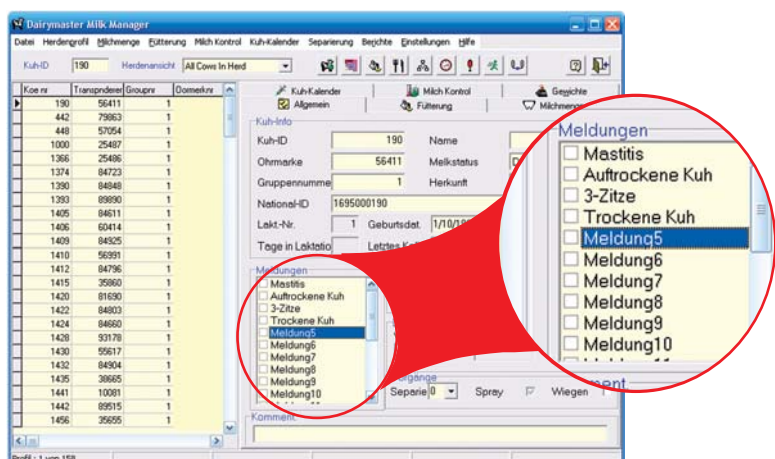 Dairymaster Milk Manager
Datei Herdenprofil Milchmenge Fütterung Milch Kontrol Kuh-Kalender Separierung Berichte Einstellungen Hilfe
Kuh-ID 190 Herdenansicht All Cows In Herd
Koe nr Transpnderei Groupnr Oormerknr
190 56411 1
442 79863 1
448 57054 1
1000 25487 1
1366 25486 1
1374 84723 1
1390 84848 1
1393 89890 1
1405 84611 1
1406 60414 1
1409 84925 1
1410 56991 1
1412 84796 1
1415 35860 1
1420 81690 1
1422 84803 1
1424 84660 1
1428 93178 1
1430 55617 1
1432 84904 1
1435 38665 1
1441 10081 1
1442 89515 1
1456 35655 1
Profil : 1 von 159
Kuh-Kalender Milch Kontrol Gewichte
Allgemein Fütterung Milchmenge
Kuh-Info
Kuh-ID 190 Name
Ohrmarke 56411 Melkstatus D
Gruppennumme 1 Herkunft
National-ID 1695000190
Lakt-Nr. 1 Geburtsdat.
Tage in Laktatio
Meldungen
Mastitis
Auftrockene Kuh
3-Zitze
Trockene Kuh
Meldung5
Meldung6
Meldung7
Meldung8
Meldung9
Meldung10
Separie 0 Spray Wiegen
Komment
Meldungen
Mastitis
Auftrockene Kuh
3-Zitze
Trockene Kuh
Meldung5
Meldung6
Meldung7
Meldung8
Meldung9
Meldung10